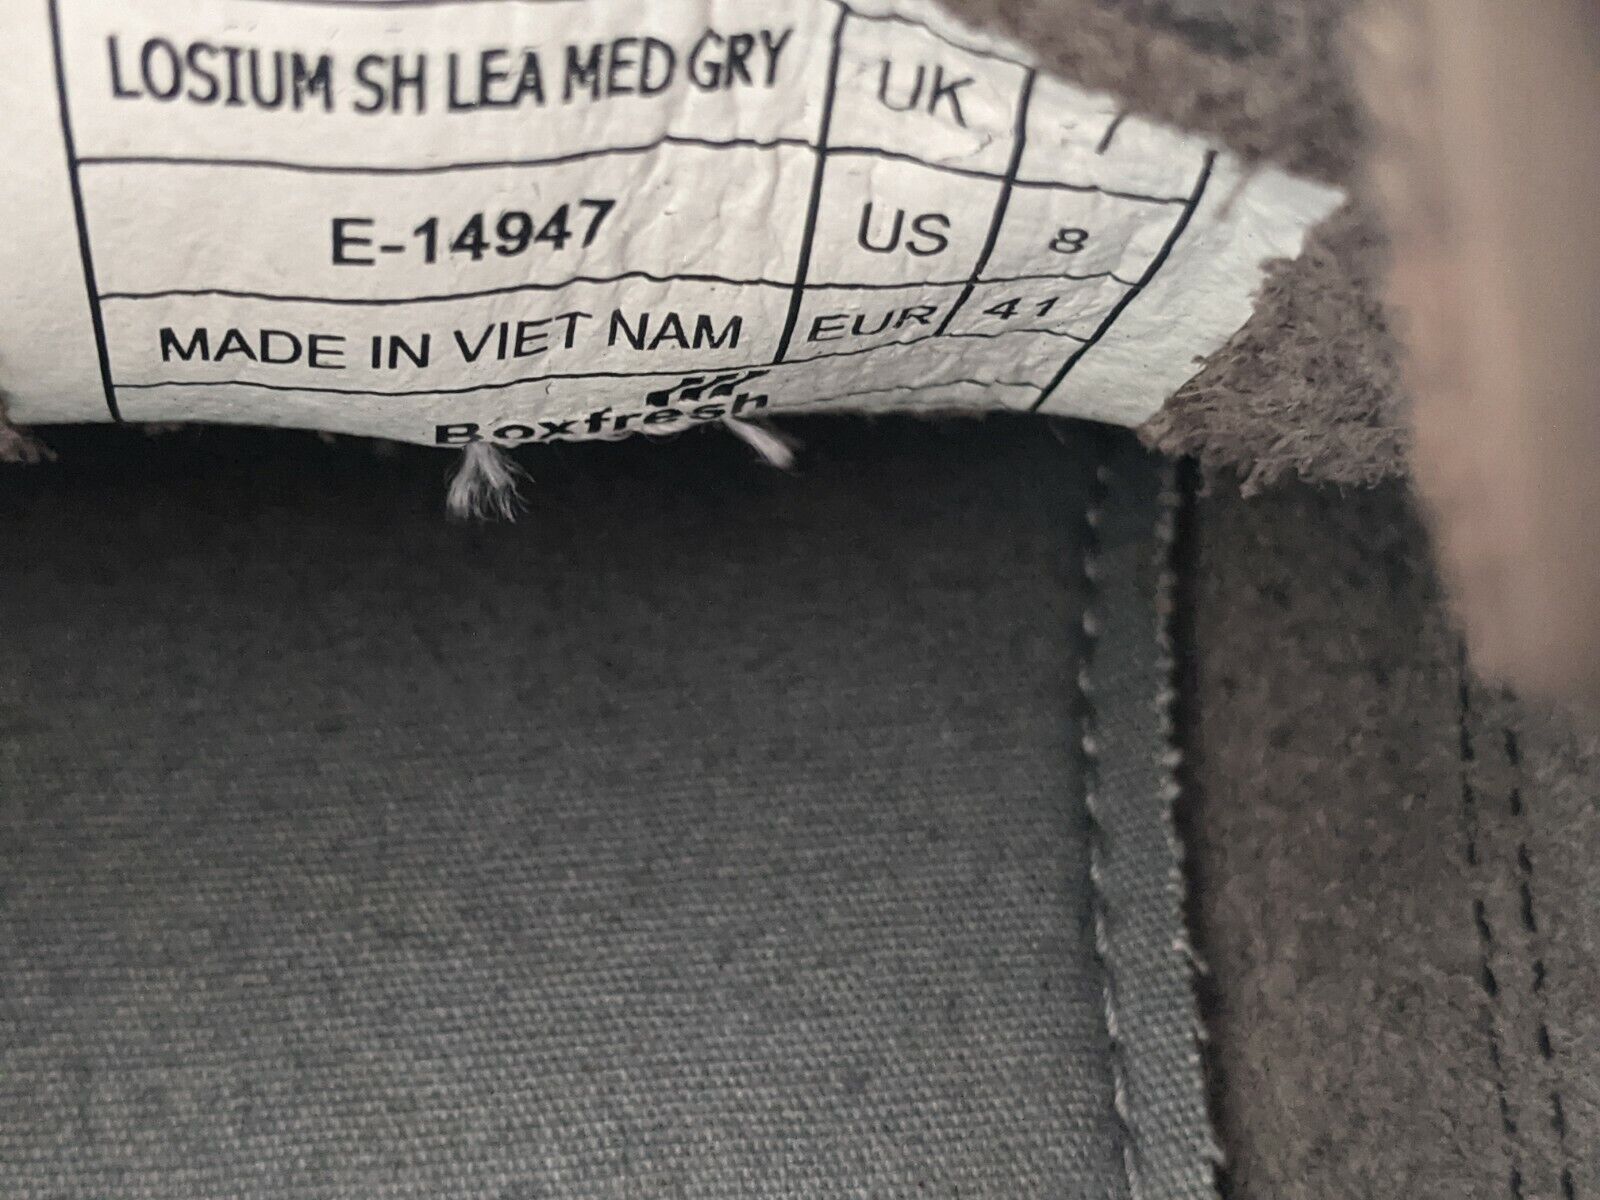 LOSIUM SH LEA MED GRY UK
E-14947 US 8
MADE IN VIET NAM EUR 41
Boxfresh